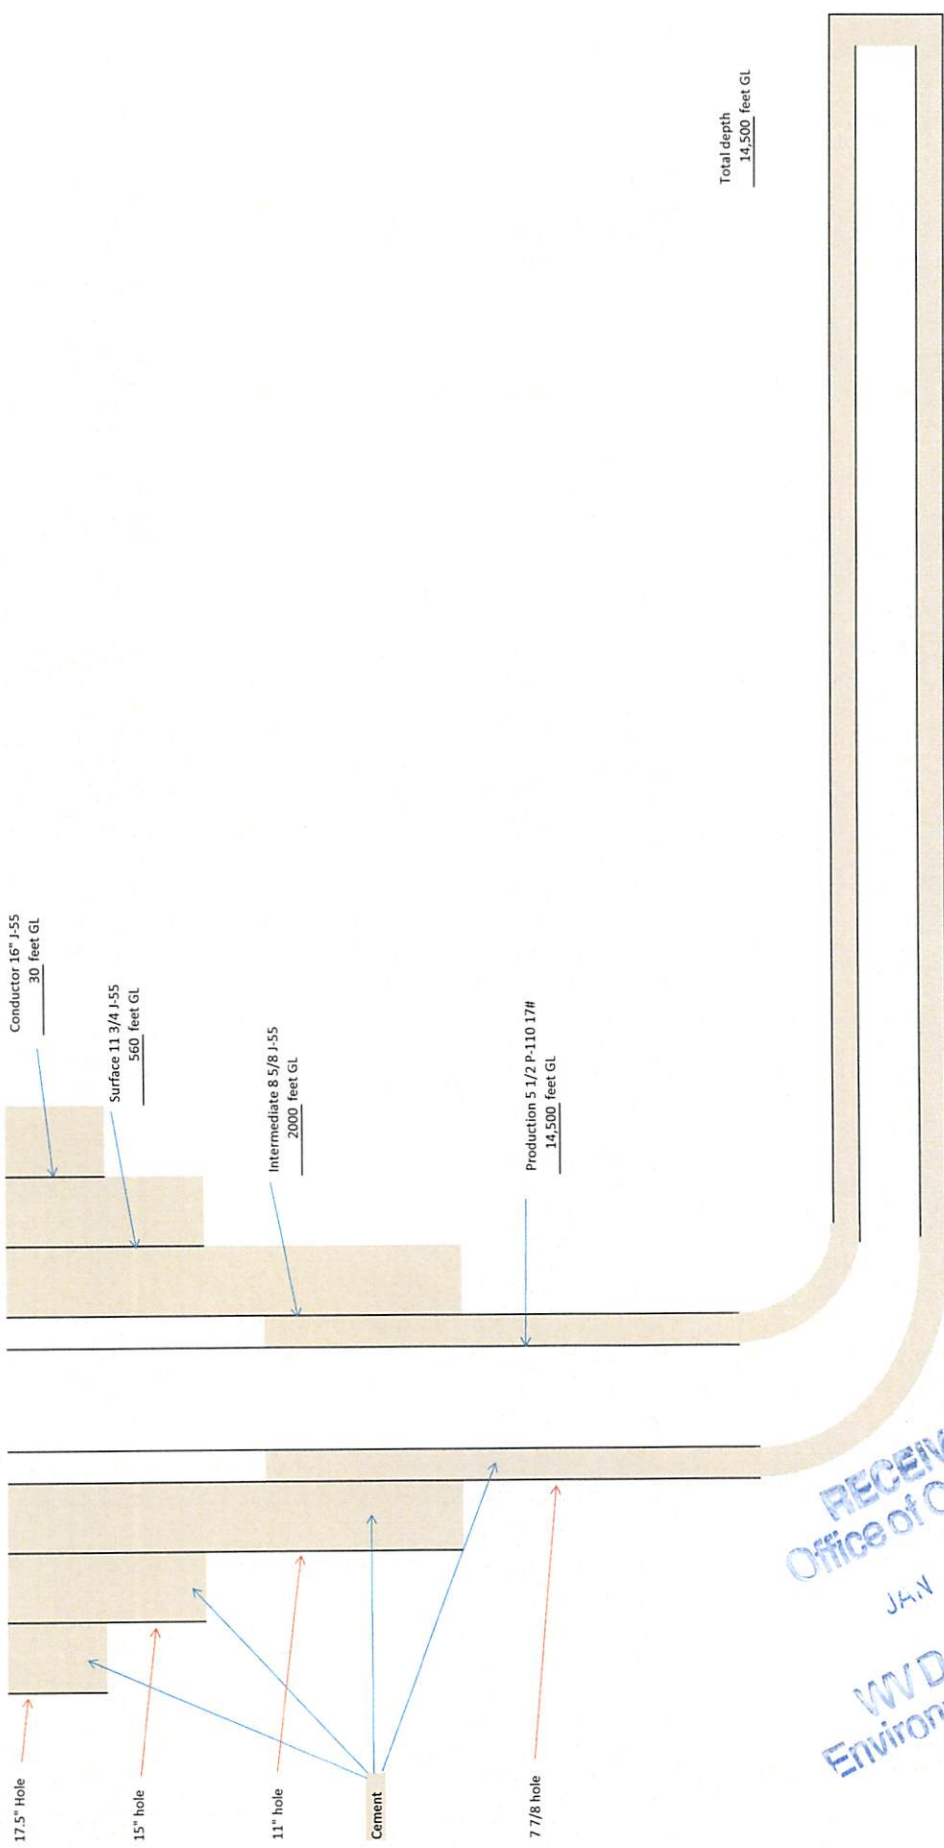 17.5" Hole
Conductor 16" J-55
30 feet GL
15" hole
Surface 11 3/4 J-55
560 feet GL
11" hole
Intermediate 8 5/8 J-55
2000 feet GL
Cement
7 7/8 hole
Production 5 1/2 P-110 17#
14,500 feet GL
Total depth
14,500 feet GL
Office of
JAN
WV